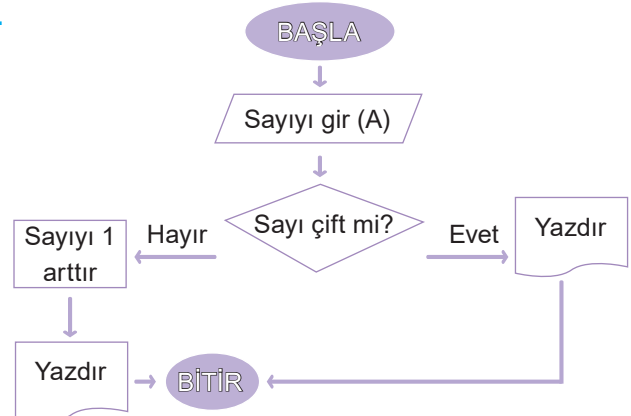 BAŞLA
Sayıyı gir (A)
Sayı çift mi?
Hayır
Evet
Sayıyı 1
arttır
Yazdır
Yazdır
BİTİR